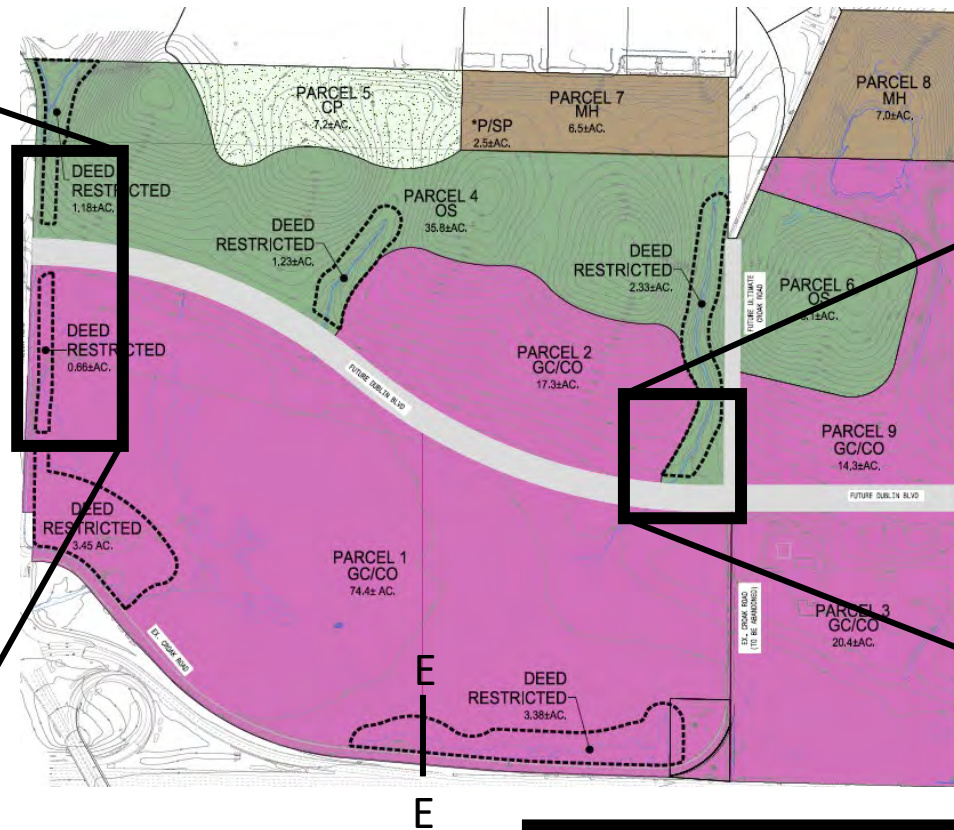 PARCEL 5
CP
7.2±AC.
PARCEL 7
MH
6.5±AC.
*P/SP
2.5±AC.
PARCEL 8
MH
7.0±AC.
DEED
RESTRICTED
1.18±AC.
PARCEL 4
OS
35.8±AC.
DEED
RESTRICTED
1.23±AC.
DEED
RESTRICTED
2.33±AC.
FUTURE ULTIMATE
CROAK ROAD
PARCEL 6
OS
DEED
RESTRICTED
0.66±AC.
PARCEL 2
GC/CO
17.3±AC.
FUTURE DUBLIN BLVD
PARCEL 9
GC/CO
14.3±AC.
FUTURE DUBLIN BLVD
DEED
RESTRICTED
3.45 AC.
PARCEL 1
GC/CO
74.4± AC.
EX. CROAK ROAD
(TO BE ABANDONED)
PARCEL 3
GC/CO
20.4±AC.
EX. CROAK ROAD
E
DEED
RESTRICTED
3.38±AC.
E